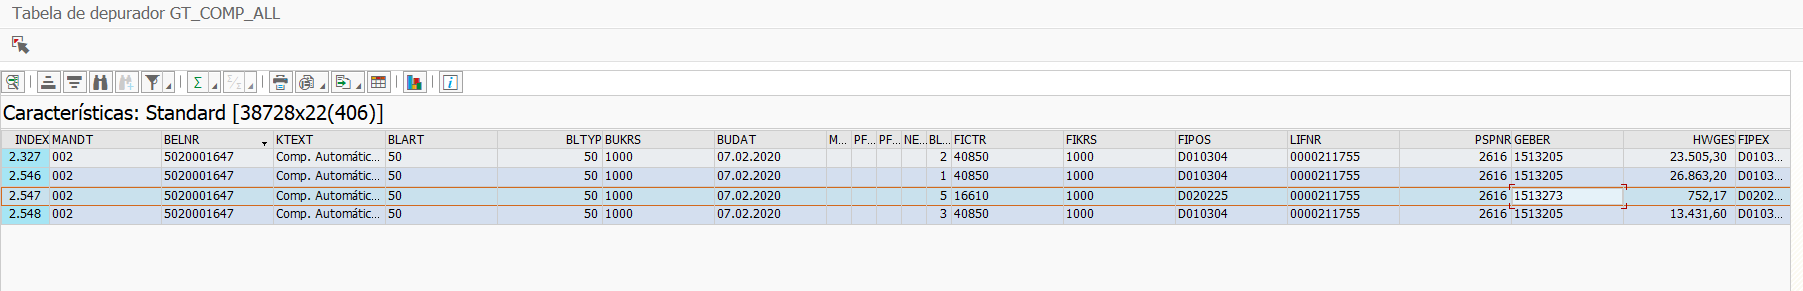 Tabela de depurador GT_COMP_ALL
Características: Standard [38728x22(406)]
INDEX MANDT BELNR KTEXT BLART BLTYP BUKRS BUDAT M... PF... PF... NE... BL... FICTR FIKRS FIPOS LIFNR PSPNR GEBER HWGES FIPEX
2.327 002 5020001647 Comp. Automátic... 50 50 1000 07.02.2020 2 40850 1000 D010304 0000211755 2616 1513205 23.505,30 D0103...
2.546 002 5020001647 Comp. Automátic... 50 50 1000 07.02.2020 1 40850 1000 D010304 0000211755 2616 1513205 26.863,20 D0103...
2.547 002 5020001647 Comp. Automátic... 50 50 1000 07.02.2020 5 16610 1000 D020225 0000211755 2616 1513273 752,17 D0202...
2.548 002 5020001647 Comp. Automátic... 50 50 1000 07.02.2020 3 40850 1000 D010304 0000211755 2616 1513205 13.431,60 D0103...